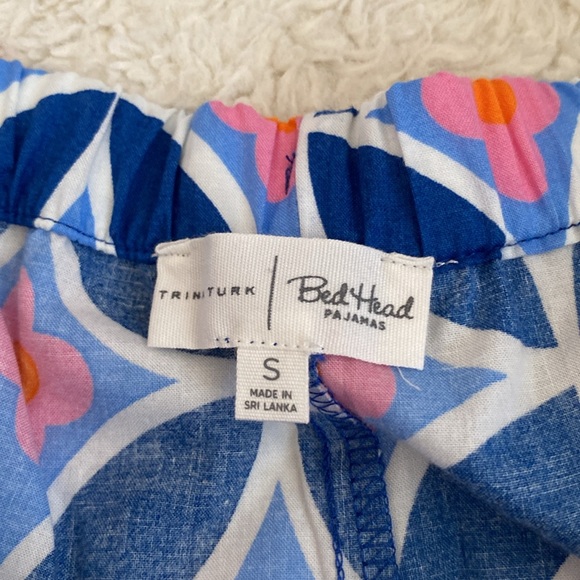 TRINA TURK
Bed Head
PAJAMAS
S
MADE IN
SRI LANKA